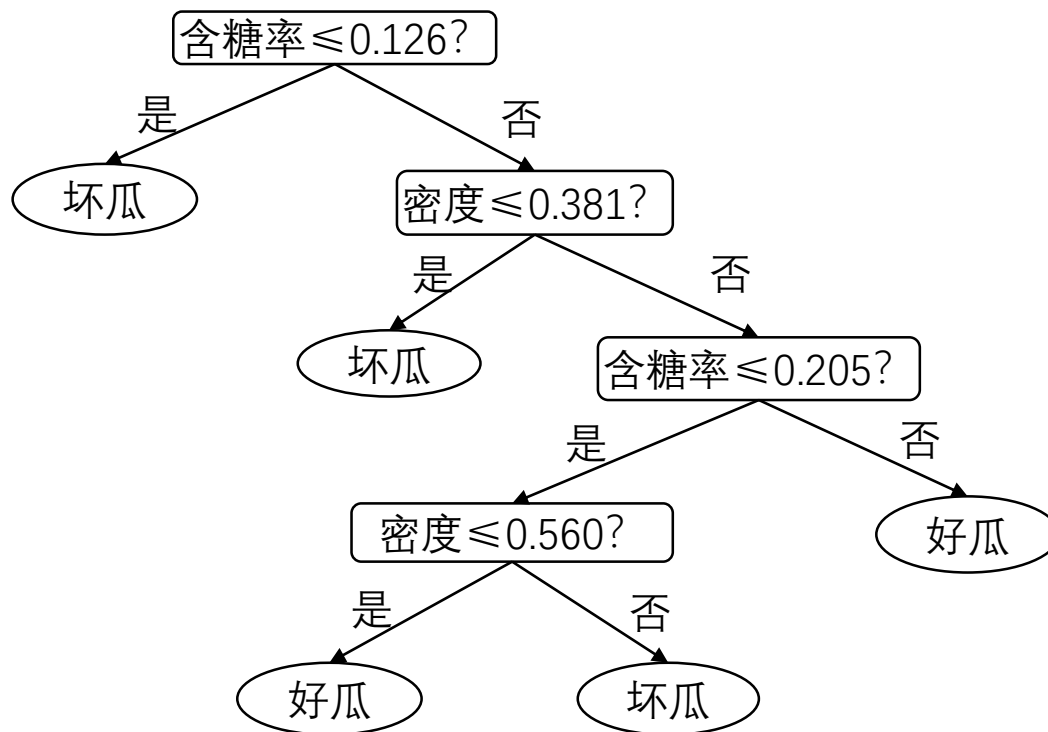 含糖率≤0.126?
是
否
坏瓜
密度≤0.381?
是
否
坏瓜
含糖率≤0.205?
是
否
密度≤0.560?
好瓜
是
否
好瓜
坏瓜